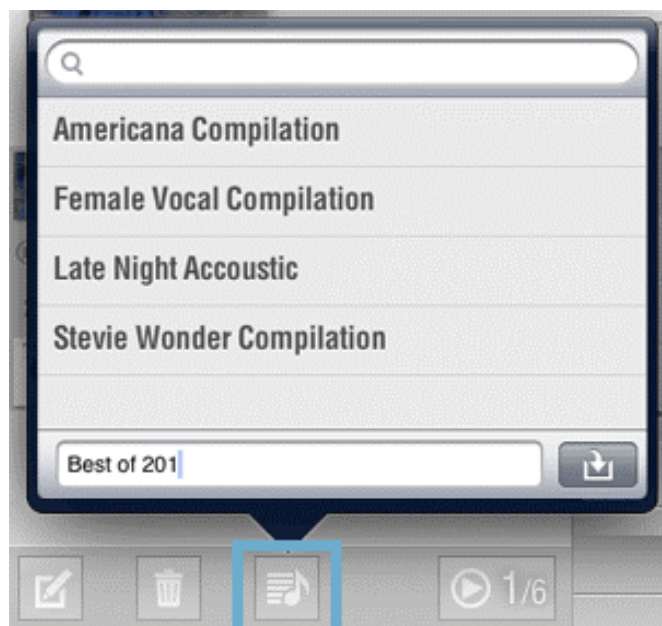 Americana Compilation
Female Vocal Compilation
Late Night Accoustic
Stevie Wonder Compilation
Best of 201
1/6